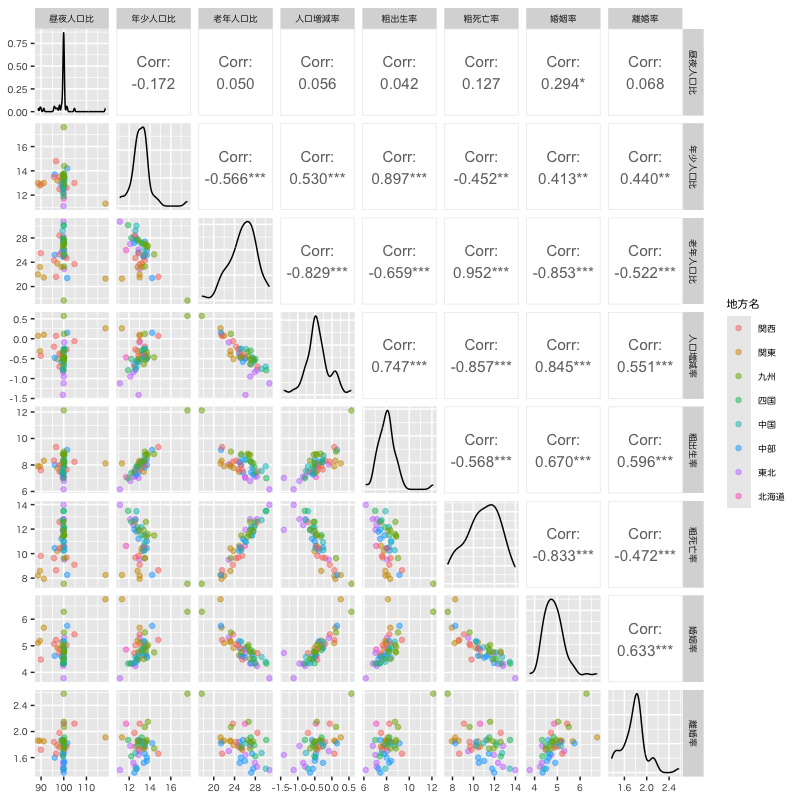 昼夜人口比 年少人口比 老年人口比 人口増減率 粗出生率 粗死亡率 婚姻率 離婚率
0.75
0.50
0.25
0.00
Corr:
-0.172
Corr:
0.050
Corr:
0.056
Corr:
0.042
Corr:
0.127
Corr:
0.294*
Corr:
0.068
昼夜人口比
16
14
12
Corr:
-0.566***
Corr:
0.530***
Corr:
0.897***
Corr:
-0.452**
Corr:
0.413**
Corr:
0.440**
年少人口比
28
24
20
Corr:
-0.829***
Corr:
-0.659***
Corr:
0.952***
Corr:
-0.853***
Corr:
-0.522***
老年人口比
0.5
0.0
-0.5
-1.0
-1.5
Corr:
0.747***
Corr:
-0.857***
Corr:
0.845***
Corr:
0.551***
人口増減率
12
10
8
6
Corr:
-0.568***
Corr:
0.670***
Corr:
0.596***
粗出生率
14
12
10
8
Corr:
-0.833***
Corr:
-0.472***
粗死亡率
6
5
4
Corr:
0.633***
婚姻率
2.4
2.0
1.6
離婚率
90 100 110
12 14 16
20 24 28
-1.5 -1.0 -0.5 0.0 0.5
6 8 10 12
8 10 12 14
4 5 6
1.6 2.0 2.4
地方名
関西
関東
九州
四国
中国
中部
東北
北海道